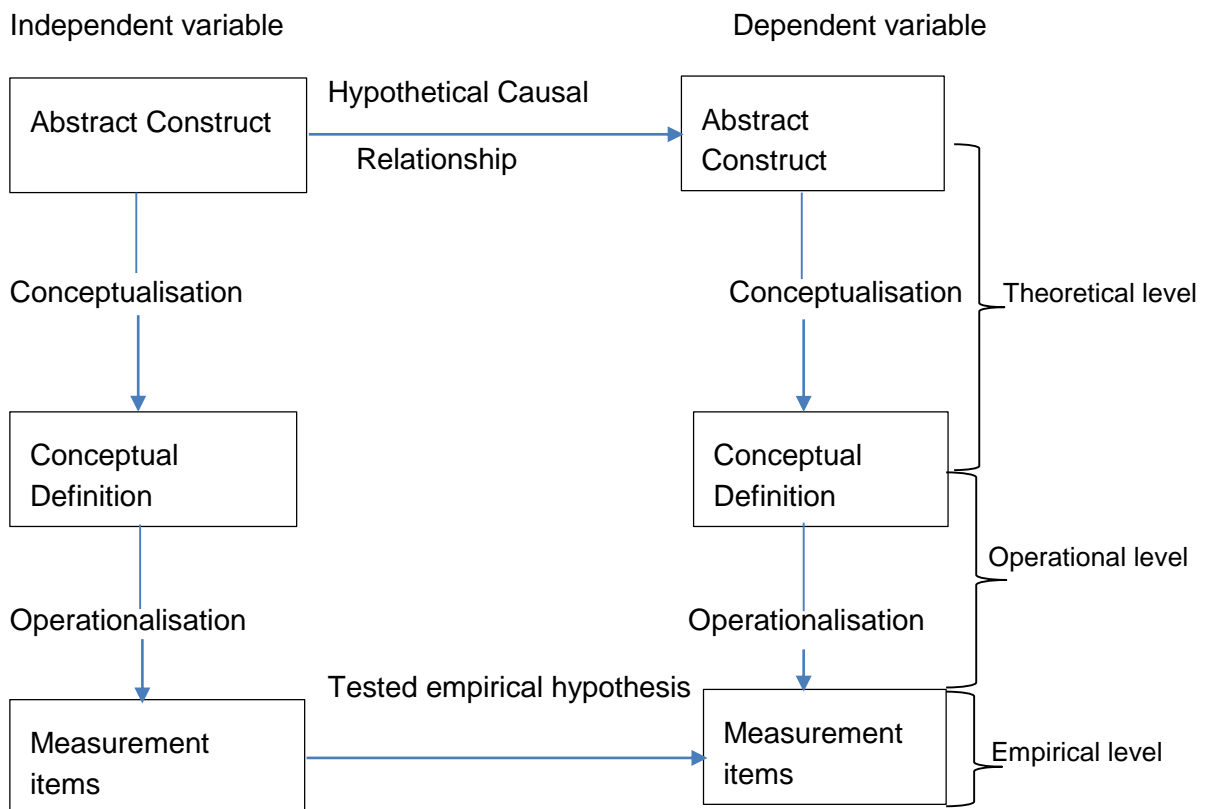 Independent variable
Dependent variable
Abstract Construct
Hypothetical Causal
Relationship
Abstract
Construct
Conceptualisation
Conceptualisation
Theoretical level
Conceptual
Definition
Conceptual
Definition
Operational level
Operationalisation
Operationalisation
Tested empirical hypothesis
Measurement
items
Measurement
items
Empirical level